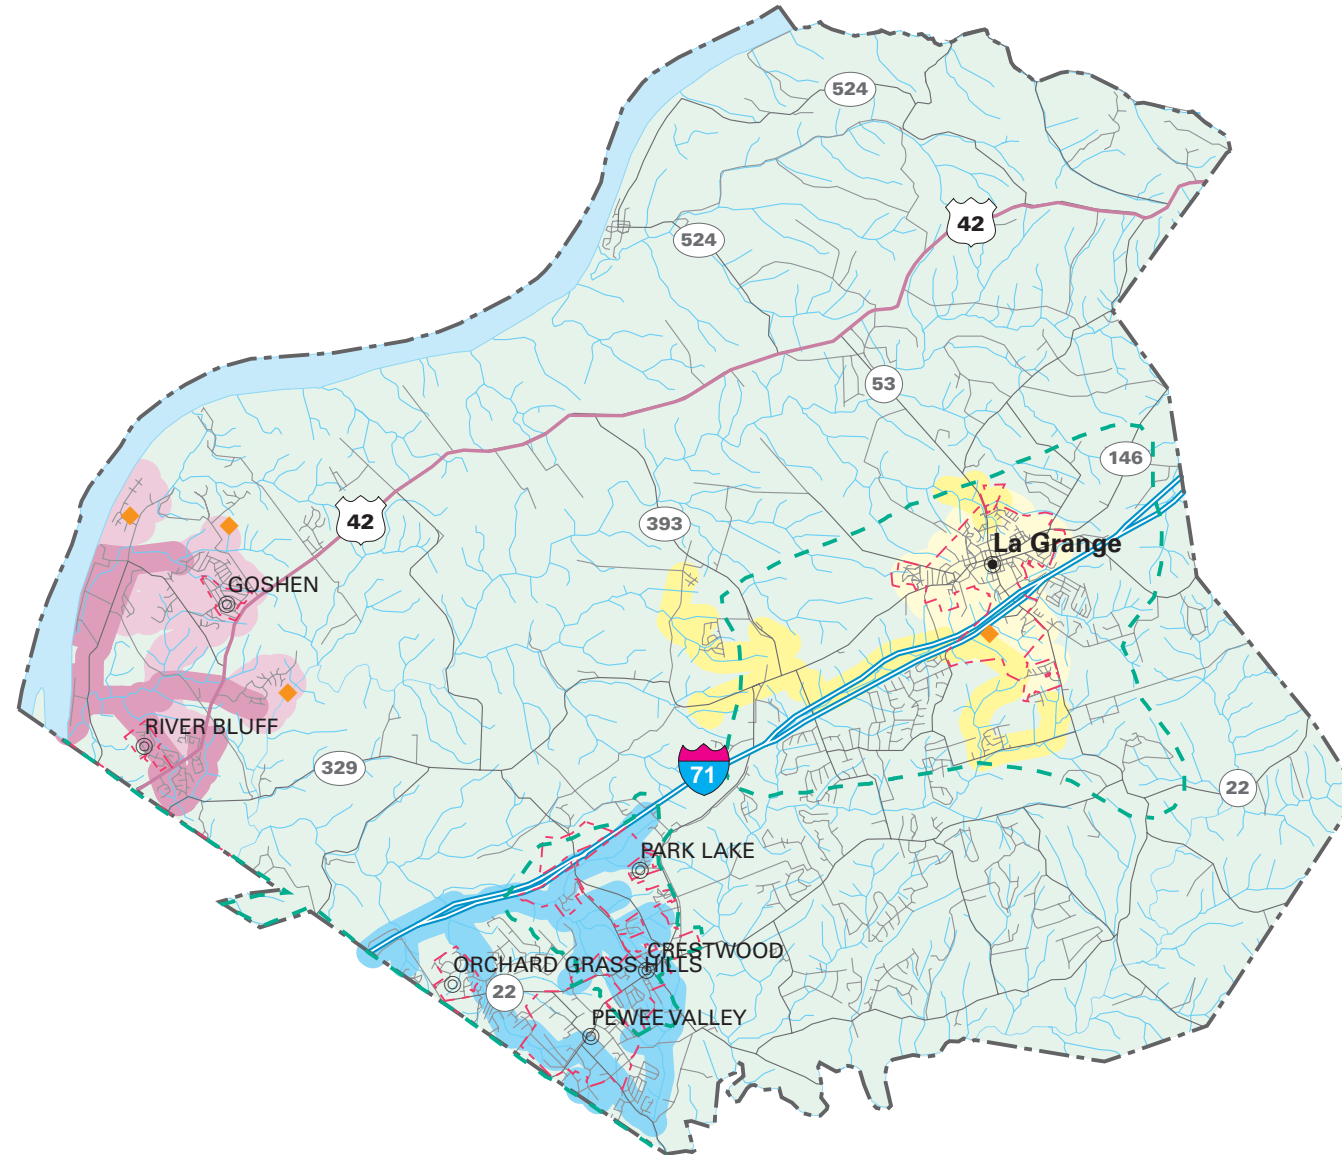 524
42
524
53
146
42
393
La Grange
GOSHEN
RIVER BLUFF
329
71
22
PARK LAKE
CRESTWOOD
ORCHARD GRASS HILLS
22
PEWEE VALLEY